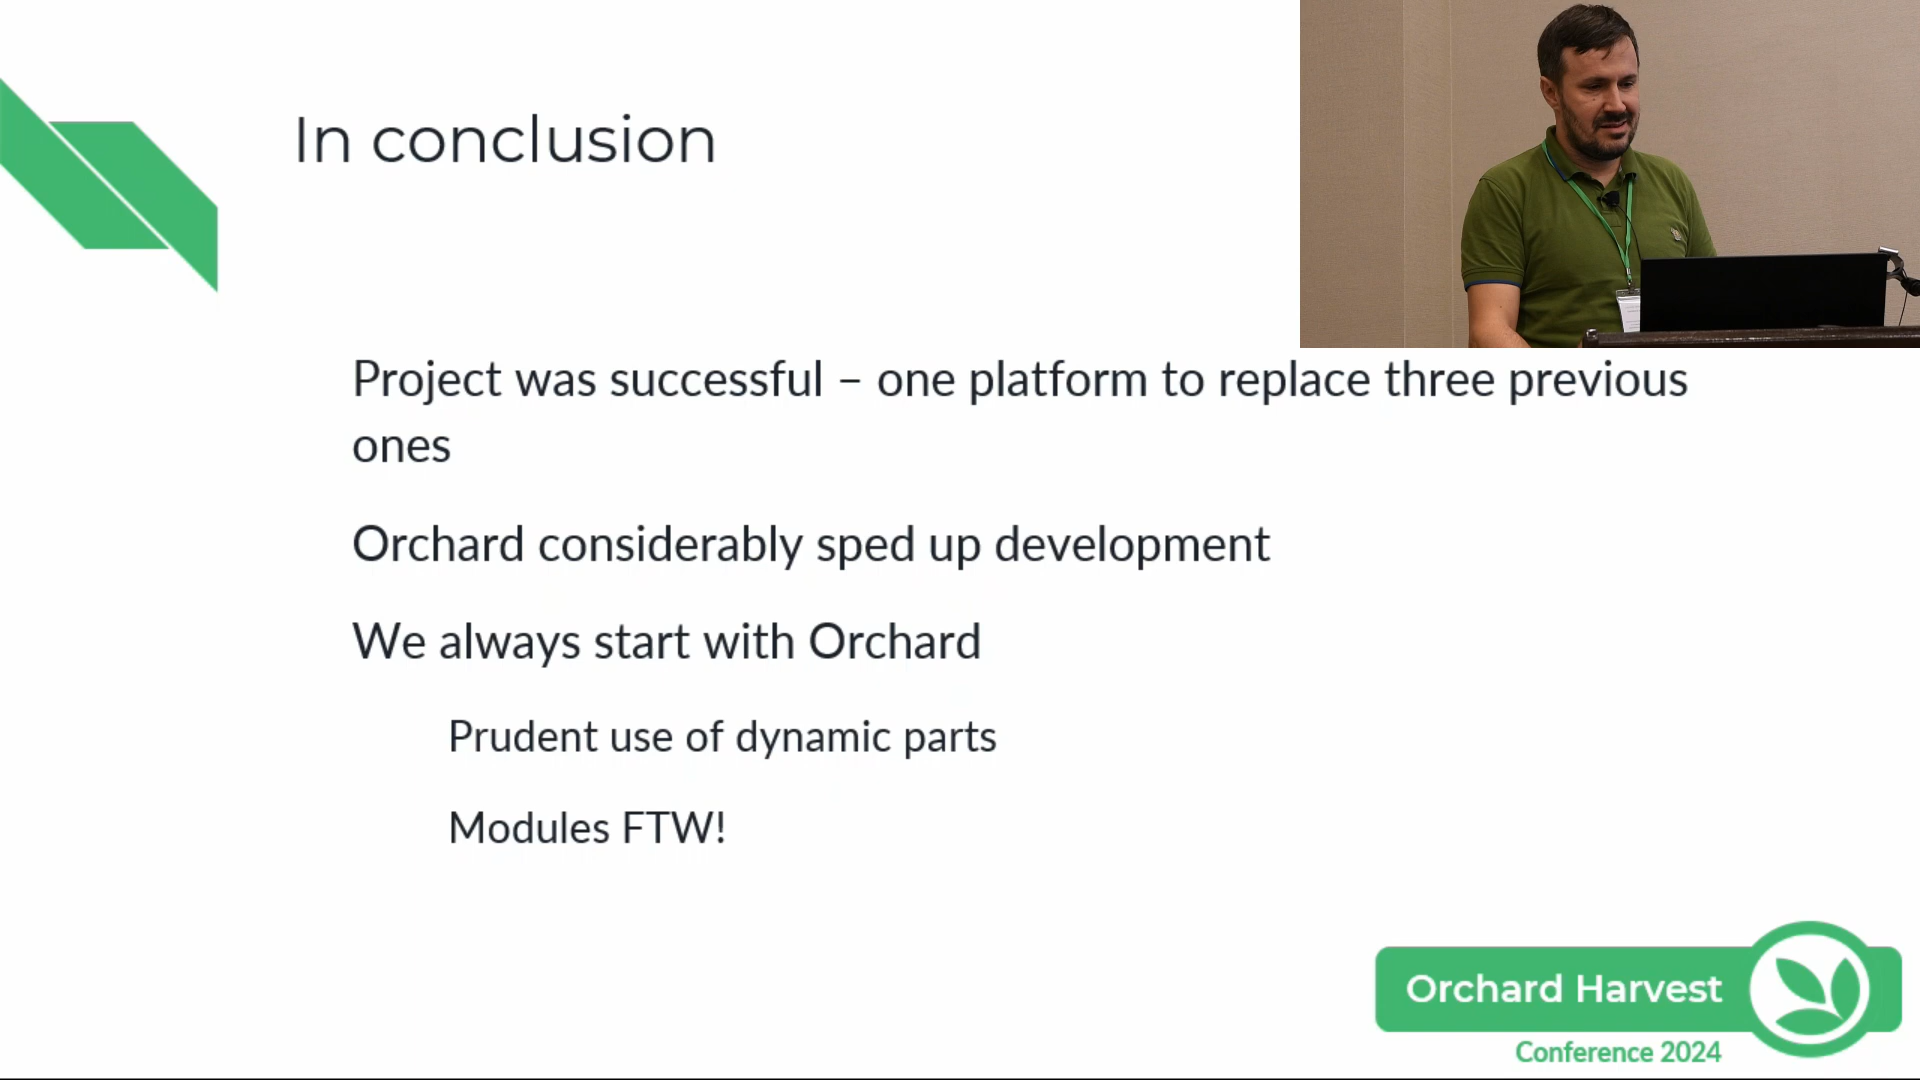 In conclusion
Project was successful – one platform to replace three previous
ones
Orchard considerably sped up development
We always start with Orchard
Prudent use of dynamic parts
Modules FTW!
Orchard Harvest
Conference 2024